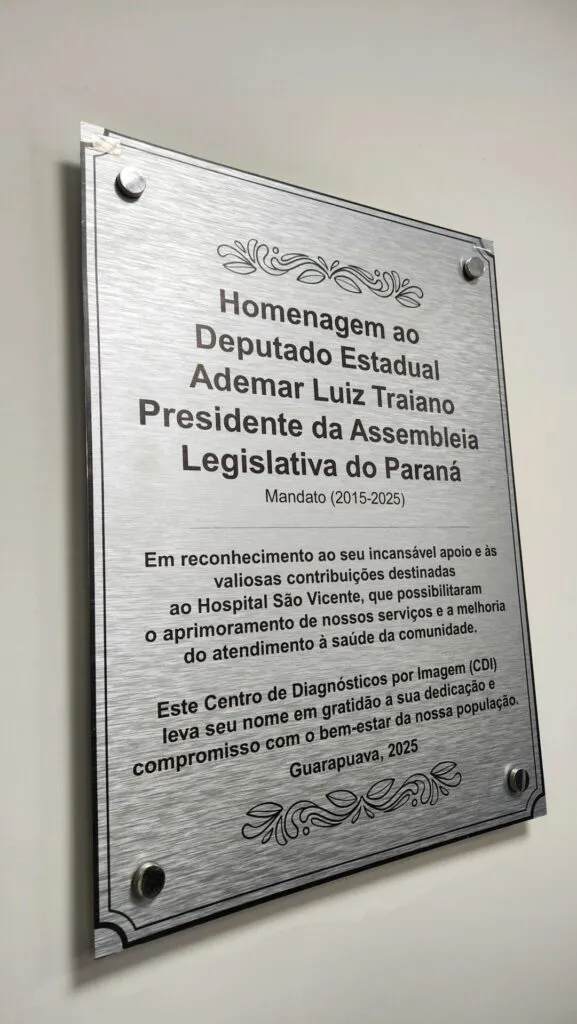 Homenagem ao
Deputado Estadual
Ademar Luiz Traiano
Presidente da Assembleia
Legislativa do Paraná
Mandato (2015-2025)
Em reconhecimento ao seu incansável apoio e às
valiosas contribuições destinadas
ao Hospital São Vicente, que possibilitaram
o aprimoramento de nossos serviços e a melhoria
do atendimento à saúde da comunidade.
Este Centro de Diagnósticos por Imagem (CDI)
leva seu nome em gratidão a sua dedicação e
compromisso com o bem-estar da nossa população.
Guarapuava, 2025